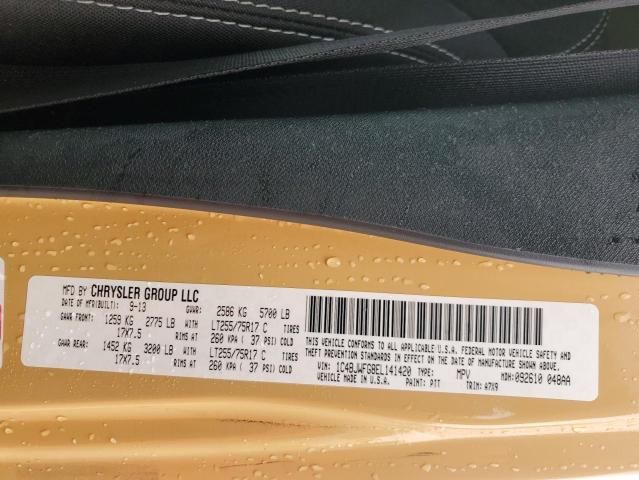 MFD BY CHRYSLER GROUP LLC
DATE OF MFR(BUILT): 9-13 GVWR: 2586 KG 5700 LB
GAWR FRONT: 1259 KG 2775 LB WITH LT255/75R17 C TIRES
17X7.5 RIMS AT 260 KPA ( 37 PSI) COLD
GAWR REAR: 1452 KG 3200 LB WITH LT255/75R17 C TIRES
17X7.5 RIMS AT 260 KPA ( 37 PSI) COLD
THIS VEHICLE CONFORMS TO ALL APPLICABLE U.S.A. FEDERAL MOTOR VEHICLE SAFETY AND
THEFT PREVENTION STANDARDS IN EFFECT ON THE DATE OF MANUFACTURE SHOWN ABOVE.
VIN: 1C4BJWFG8EL141420 TYPE: MPV MDH:092610 048AA
VEHICLE MADE IN U.S.A. PAINT: PTT TRIM: A7X9